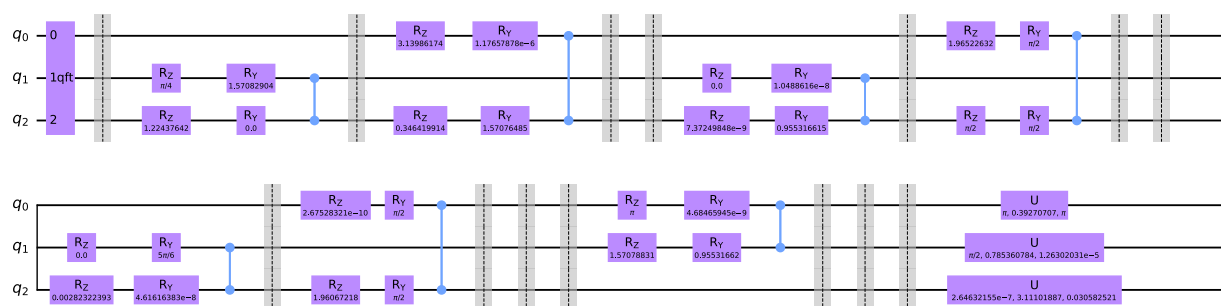 q0 0 RZ 3.13986174 RY 1.17657878e−6 RZ 1.96522632 RY π/2
q1 1qft RZ π/4 RY 1.57082904 RZ 0.0 RY 1.0488616e−8
q2 2 RZ 1.22437642 RY 0.0 RZ 0.346419914 RY 1.57076485 RZ 7.37249848e−9 RY 0.955316615 RZ π/2 RY π/2
q0 RZ 2.67528321e−10 RY π/2 RZ π RY 4.68465945e−9 U π, 0.39270707, π
q1 RZ 0.0 RY 5π/6 RZ 1.57078831 RY 0.95531662 U π/2, 0.785360784, 1.26302031e−5
q2 RZ 0.00282322393 RY 4.61616383e−8 RZ 1.96067218 RY π/2 U 2.64632155e−7, 3.11101887, 0.030582521